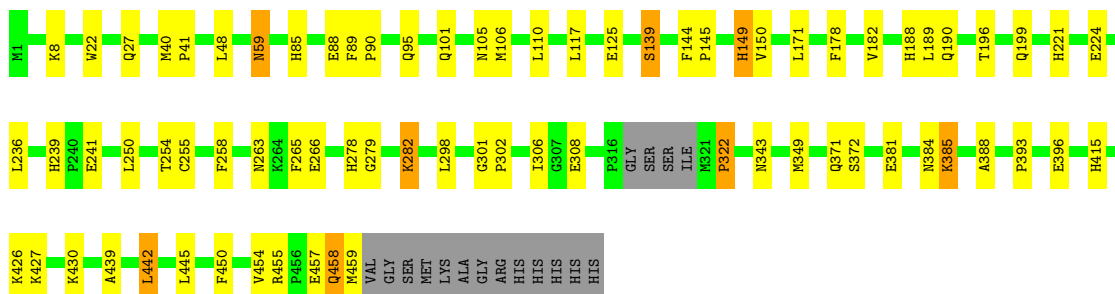 M1 K8 W22 Q27 M40 P41 L48 N59 H85 E88 F89 P90 Q95 Q101 N105 M106 L110 L117 E125 S139 F144 P145 H149 V150 L171 F178 V182 H188 L189 Q190 T196 Q199 H221 E224
L236 H239 P240 E241 L250 T254 C255 F258 N263 K264 F265 E266 H278 G279 K282 L298 G301 P302 I306 G307 E308 P316 GLY SER SER ILE M321 P322 N343 M349 Q371 S372 E381 N384 K385 A388 P393 E396 H415
K426 K427 K430 A439 L442 L445 F450 V454 R455 P456 E457 Q458 M459 VAL GLY SER MET LYS ALA GLY ARG HIS HIS HIS HIS HIS HIS